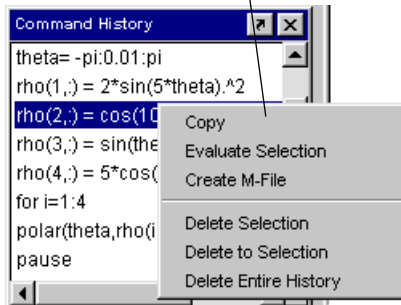 Command History
theta= -pi:0.01:pi
rho(1,:) = 2*sin(5*theta).^2
rho(2,:) = cos(10
rho(3,:) = sin(the
rho(4,:) = 5*cos(
for i=1:4
polar(theta,rho(i
pause
Copy
Evaluate Selection
Create M-File
Delete Selection
Delete to Selection
Delete Entire History